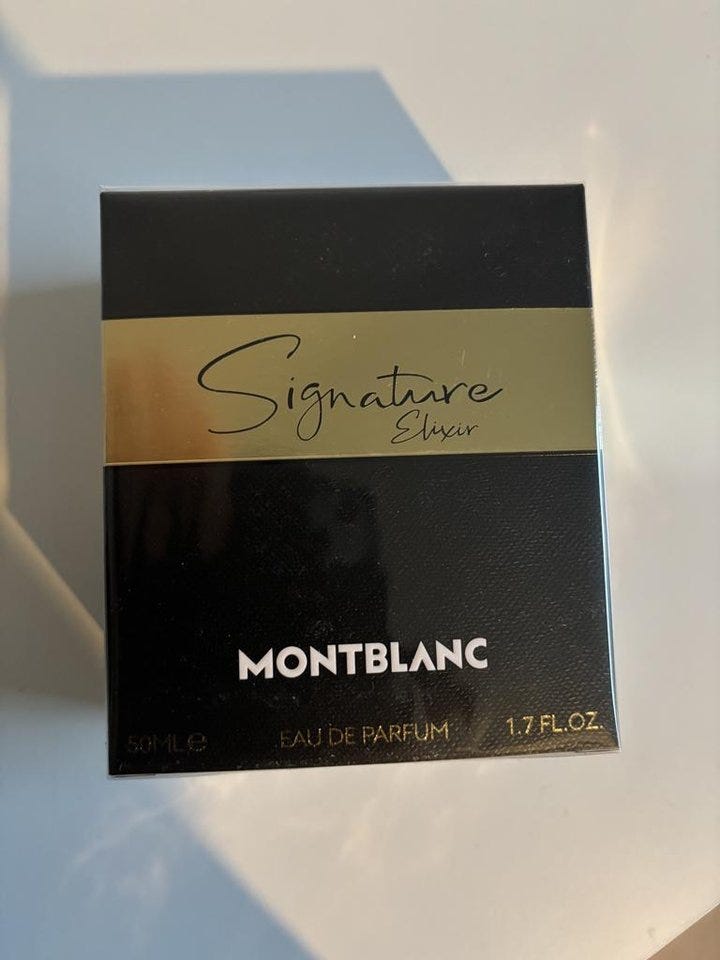 Signature
Elixir
MONTBLANC
50ML℮ EAU DE PARFUM 1.7 FL.OZ.